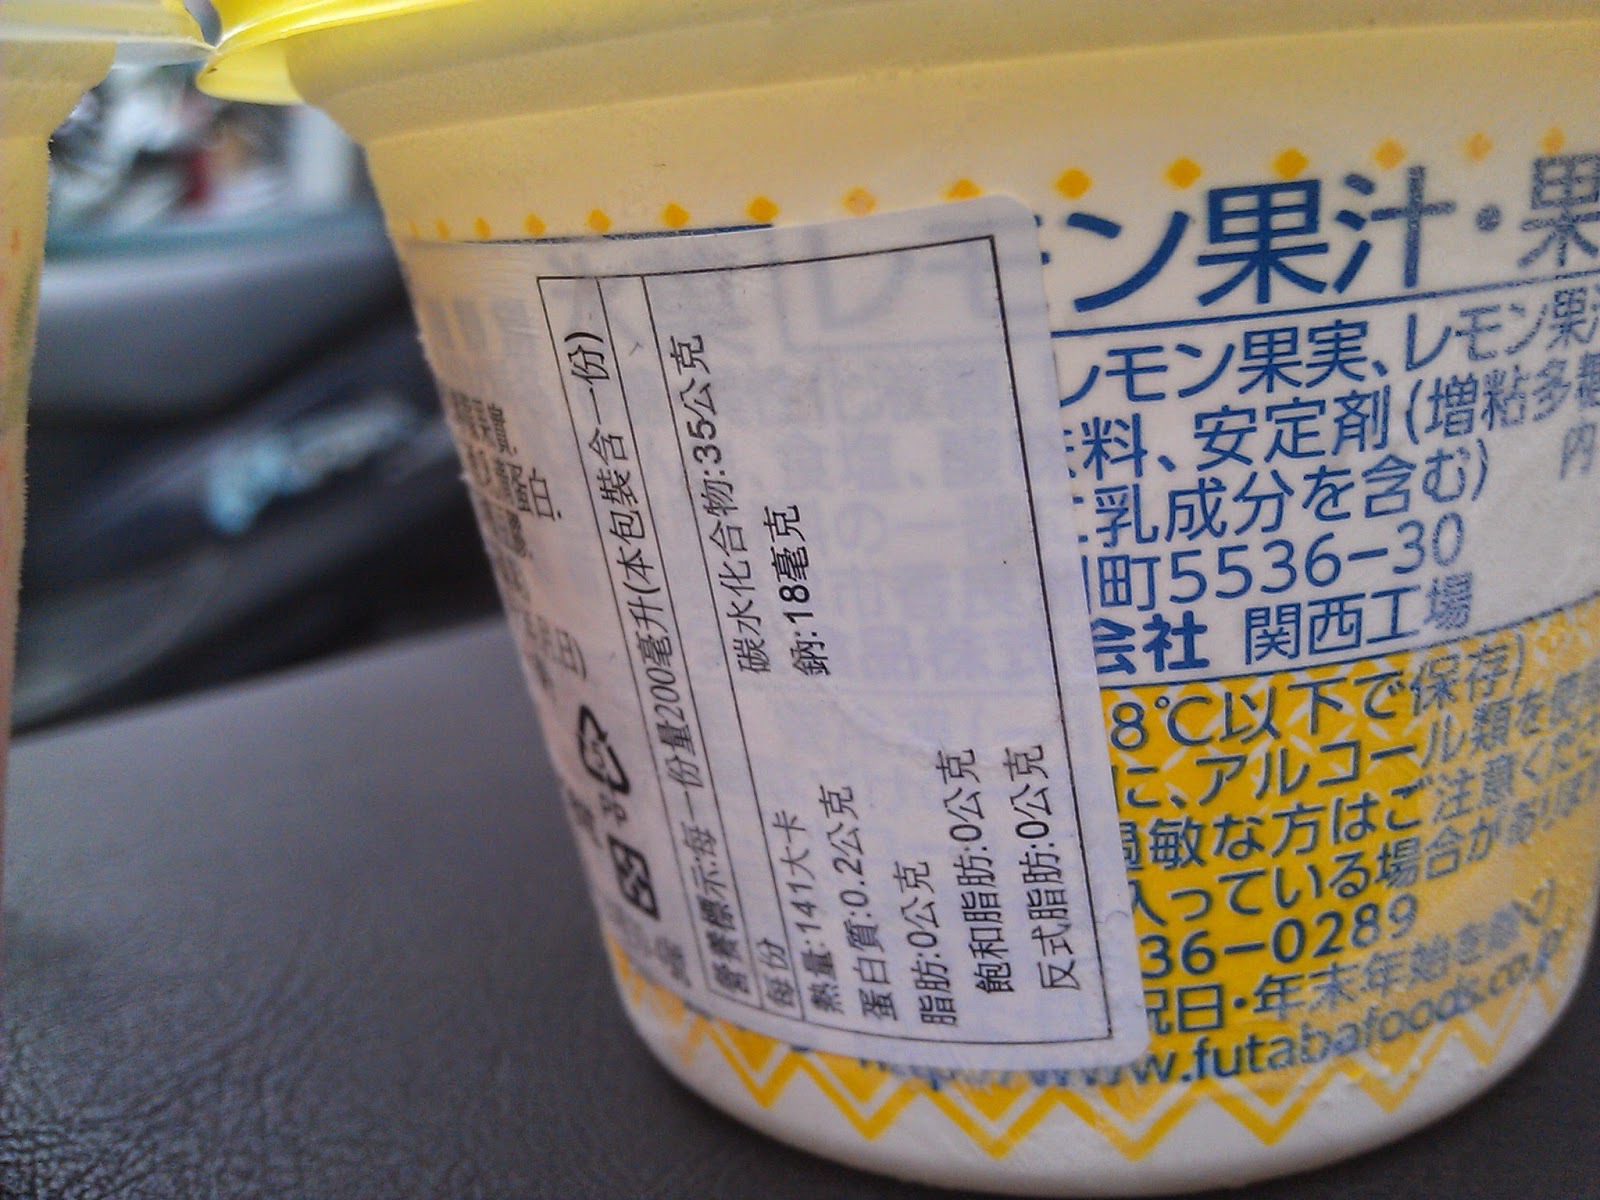 營養標示:每一份量200毫升(本包裝含一份)
每份
熱量:141大卡 碳水化合物:35公克
蛋白質:0.2公克 鈉:18毫克
脂肪:0公克
飽和脂肪:0公克
反式脂肪:0公克
ン果汁・果
レモン果実、レモン果汁
料、安定剤(増粘多糖
に乳成分を含む) 内
町5536-30
会社 関西工場
8℃以下で保存)
に、アルコール類を使
過敏な方はご注意くださ
入っている場合があります
36-0289
祝日・年末年始を除く)
http://www.futabafoods.co.jp